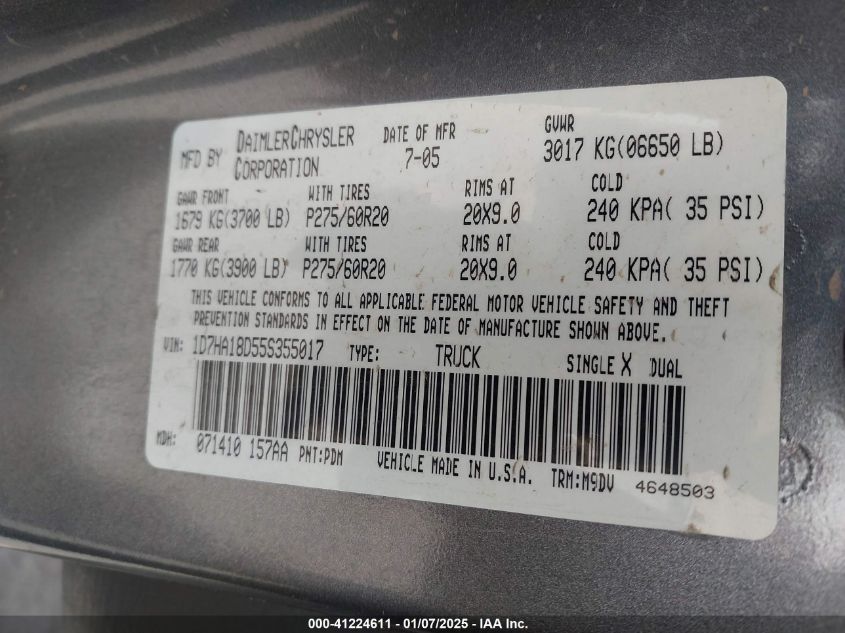 MFD BY DAIMLERCHRYSLER CORPORATION DATE OF MFR 7-05 GVWR 3017 KG(06650 LB)
GAWR FRONT WITH TIRES RIMS AT COLD
1679 KG(3700 LB) P275/60R20 20X9.0 240 KPA( 35 PSI)
GAWR REAR WITH TIRES RIMS AT COLD
1770 KG(3900 LB) P275/60R20 20X9.0 240 KPA( 35 PSI)
THIS VEHICLE CONFORMS TO ALL APPLICABLE FEDERAL MOTOR VEHICLE SAFETY AND THEFT
PREVENTION STANDARDS IN EFFECT ON THE DATE OF MANUFACTURE SHOWN ABOVE.
VIN: 1D7HA18D55S355017 TYPE: TRUCK SINGLE X DUAL
MDH: 071410 157AA PNT:PDM VEHICLE MADE IN U.S.A. TRM:M9DV 4648503
000-41224611 - 01/07/2025 - IAA Inc.